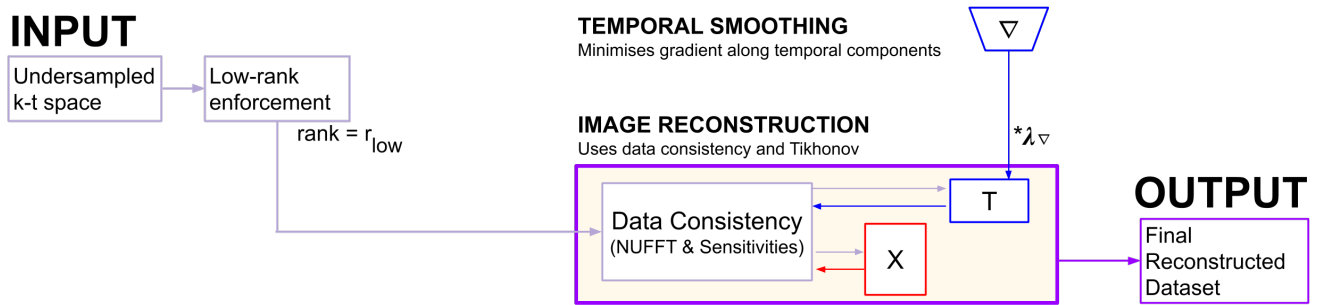 INPUT
Undersampled
k-t space
Low-rank
enforcement
rank = r_low
TEMPORAL SMOOTHING
Minimises gradient along temporal components
∇
*λ∇
IMAGE RECONSTRUCTION
Uses data consistency and Tikhonov
Data Consistency
(NUFFT & Sensitivities)
T
X
OUTPUT
Final
Reconstructed
Dataset